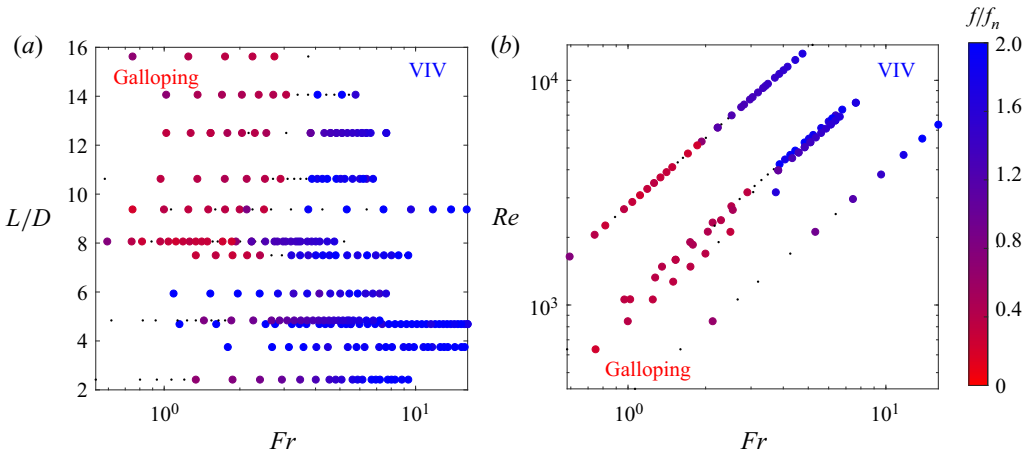 (a)
16
14
12
10
8
6
4
2
L/D
Galloping
VIV
10⁰
10¹
Fr
(b)
10⁴
10³
Re
VIV
Galloping
10⁰
10¹
Fr
f/fₙ
2.0
1.6
1.2
0.8
0.4
0